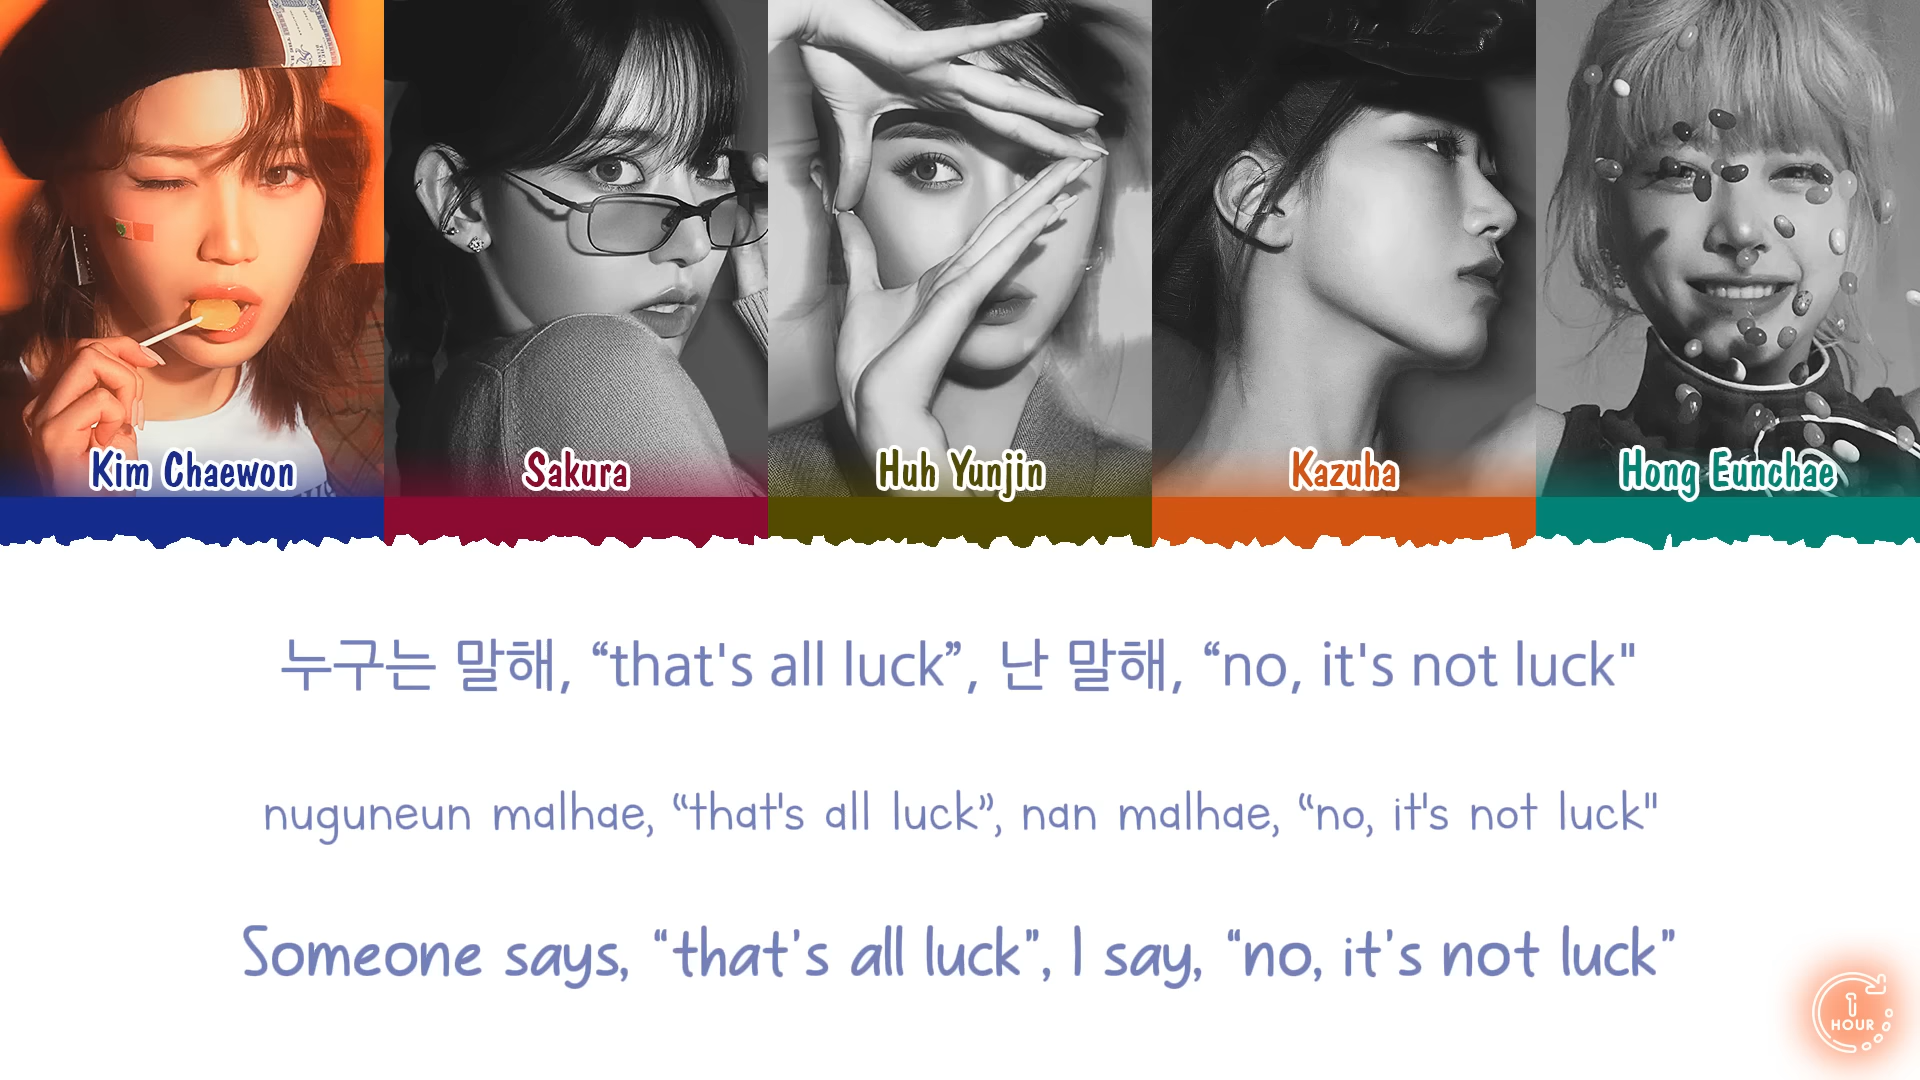 Kim Chaewon
Sakura
Huh Yunjin
Kazuha
Hong Eunchae
누구는 말해, “that's all luck”, 난 말해, “no, it's not luck"
nuguneun malhae, “that's all luck”, nan malhae, “no, it's not luck"
Someone says, “that's all luck”, I say, “no, it's not luck”
1
HOUR